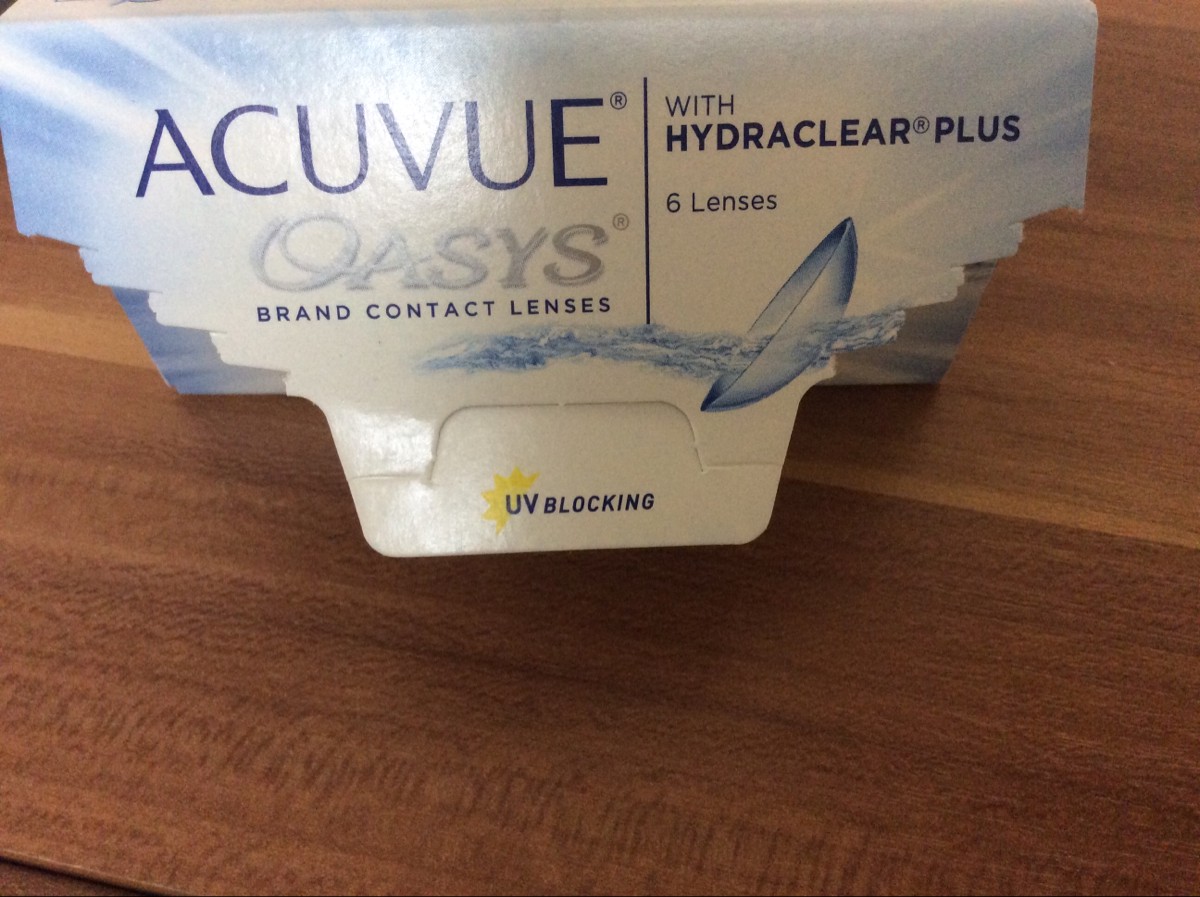 ACUVUE®
OASYS®
BRAND CONTACT LENSES
WITH
HYDRACLEAR® PLUS
6 Lenses
UV BLOCKING